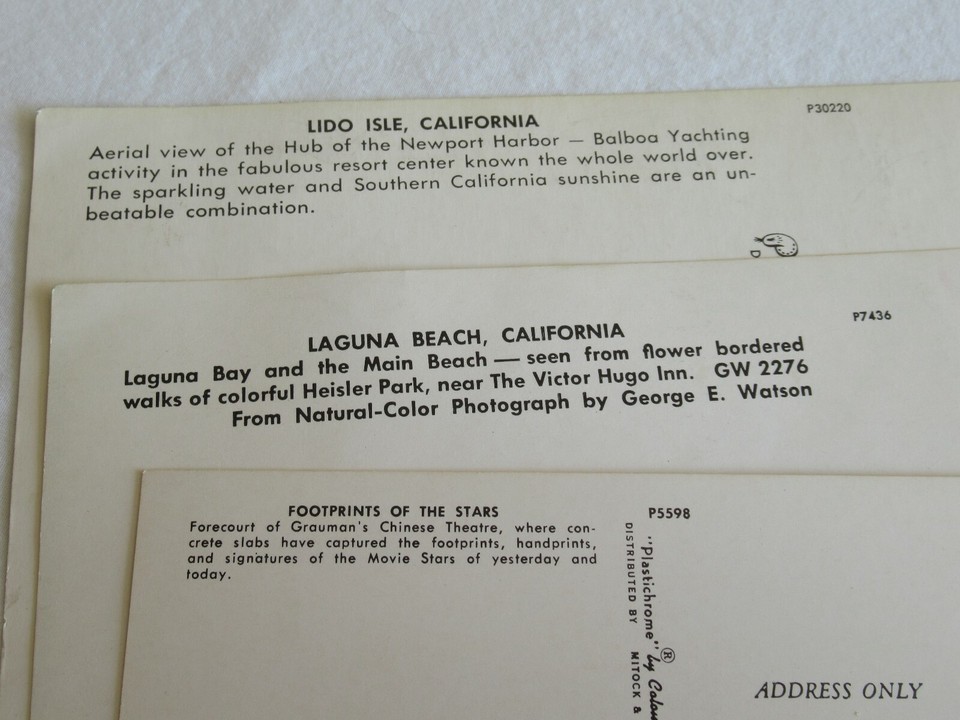 P30220
LIDO ISLE, CALIFORNIA
Aerial view of the Hub of the Newport Harbor — Balboa Yachting
activity in the fabulous resort center known the whole world over.
The sparkling water and Southern California sunshine are an un-
beatable combination.
D
P7436
LAGUNA BEACH, CALIFORNIA
Laguna Bay and the Main Beach — seen from flower bordered
walks of colorful Heisler Park, near The Victor Hugo Inn. GW 2276
From Natural-Color Photograph by George E. Watson
FOOTPRINTS OF THE STARS
Forecourt of Grauman's Chinese Theatre, where con-
crete slabs have captured the footprints, handprints,
and signatures of the Movie Stars of yesterday and
today.
P5598
"Plastichrome" ® by
DISTRIBUTED BY MITOCK &
ADDRESS ONLY